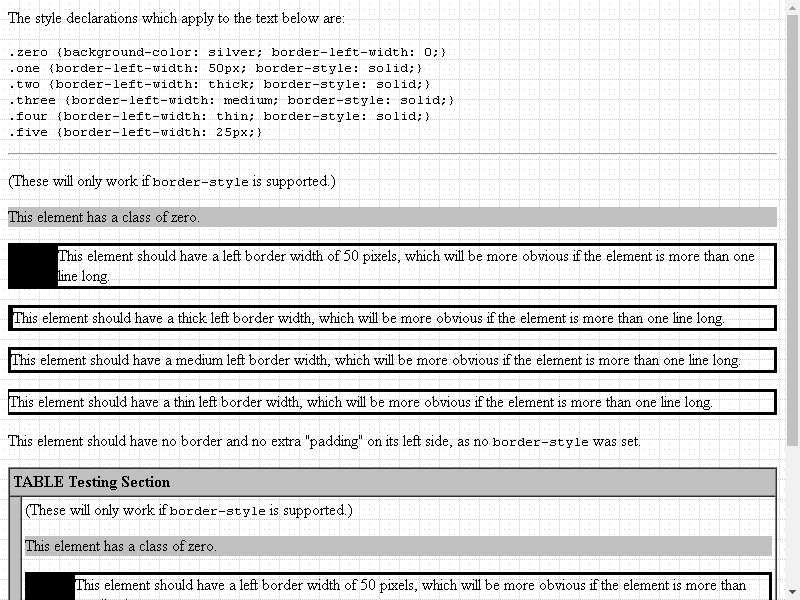 The style declarations which apply to the text below are:
.zero {background-color: silver; border-left-width: 0;}
.one {border-left-width: 50px; border-style: solid;}
.two {border-left-width: thick; border-style: solid;}
.three {border-left-width: medium; border-style: solid;}
.four {border-left-width: thin; border-style: solid;}
.five {border-left-width: 25px;}
(These will only work if border-style is supported.)
This element has a class of zero.
This element should have a left border width of 50 pixels, which will be more obvious if the element is more than one
line long.
This element should have a thick left border width, which will be more obvious if the element is more than one line long.
This element should have a medium left border width, which will be more obvious if the element is more than one line long.
This element should have a thin left border width, which will be more obvious if the element is more than one line long.
This element should have no border and no extra "padding" on its left side, as no border-style was set.
TABLE Testing Section
(These will only work if border-style is supported.)
This element has a class of zero.
This element should have a left border width of 50 pixels, which will be more obvious if the element is more than